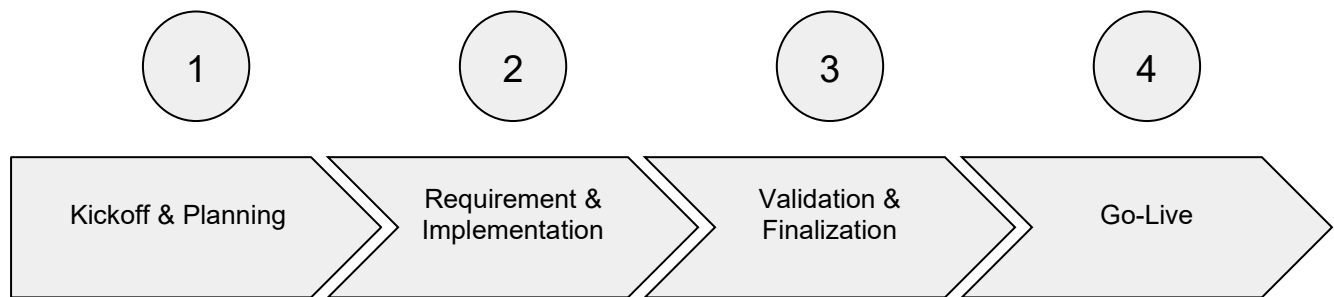 1
2
3
4
Kickoff & Planning
Requirement &
Implementation
Validation &
Finalization
Go-Live